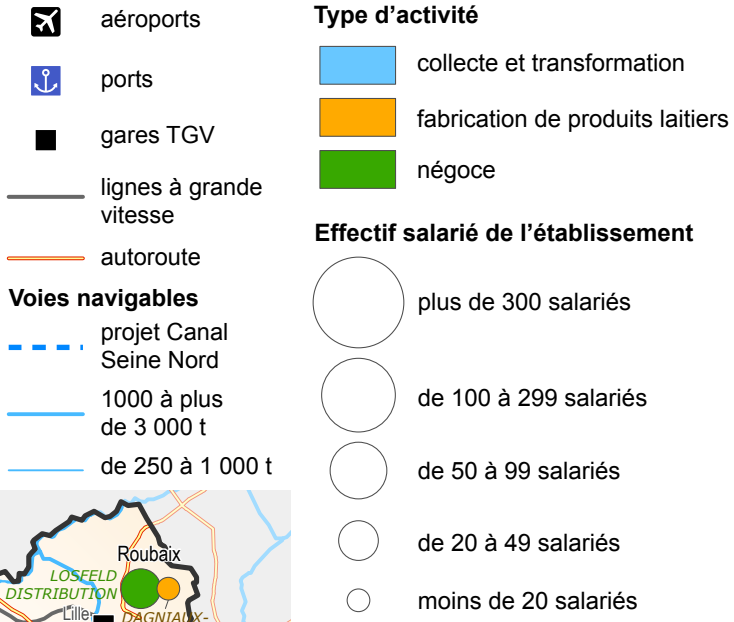 aéroports
ports
gares TGV
lignes à grande
vitesse
autoroute
Voies navigables
projet Canal
Seine Nord
1000 à plus
de 3 000 t
de 250 à 1 000 t
Type d’activité
collecte et transformation
fabrication de produits laitiers
négoce
Effectif salarié de l’établissement
plus de 300 salariés
de 100 à 299 salariés
de 50 à 99 salariés
de 20 à 49 salariés
moins de 20 salariés
Roubaix
LOSFELD
DISTRIBUTION
Lille
DAGNIAUX-